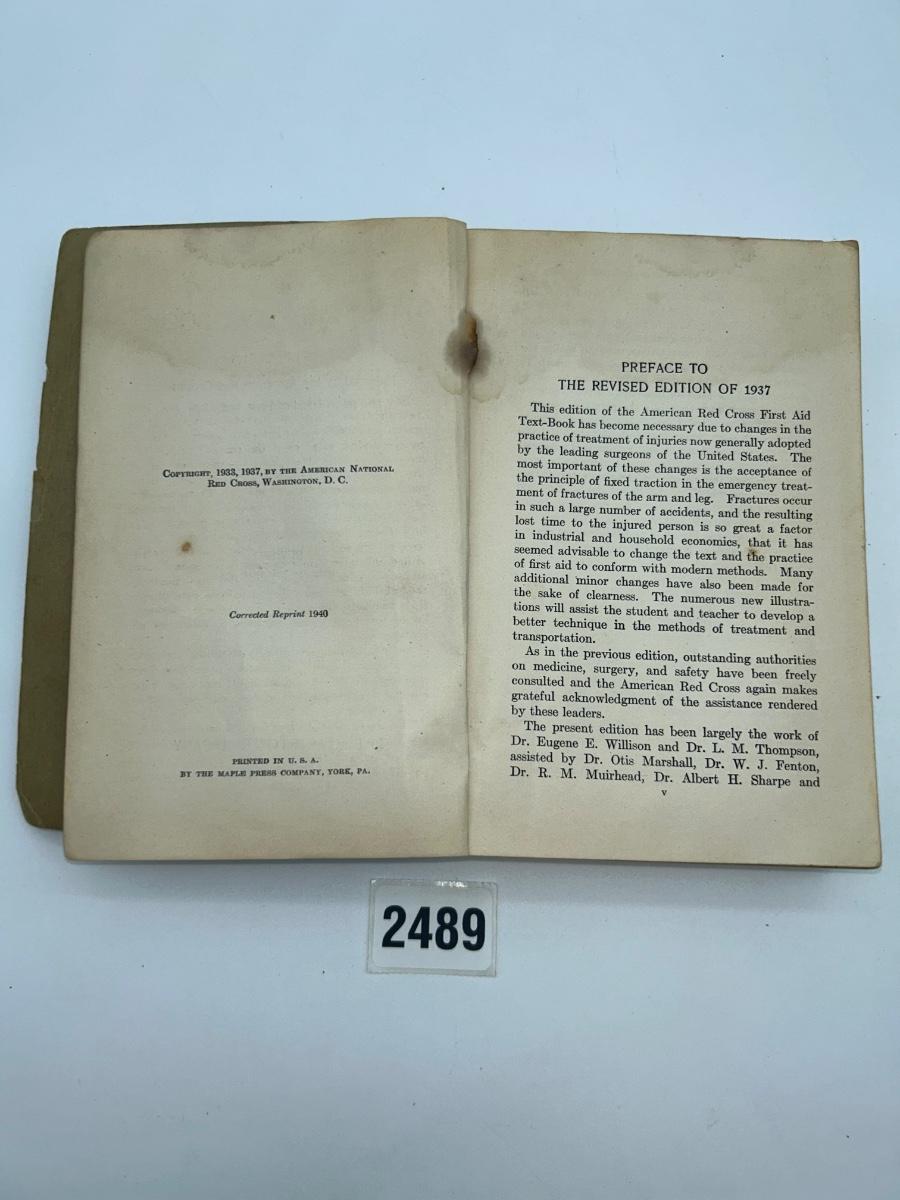 COPYRIGHT, 1933, 1937, BY THE AMERICAN NATIONAL
RED CROSS, WASHINGTON, D. C.
Corrected Reprint 1940
PRINTED IN U. S. A.
BY THE MAPLE PRESS COMPANY, YORK, PA.
PREFACE TO
THE REVISED EDITION OF 1937
This edition of the American Red Cross First Aid
Text-Book has become necessary due to changes in the
practice of treatment of injuries now generally adopted
by the leading surgeons of the United States. The
most important of these changes is the acceptance of
the principle of fixed traction in the emergency treat-
ment of fractures of the arm and leg. Fractures occur
in such a large number of accidents, and the resulting
lost time to the injured person is so great a factor
in industrial and household economics, that it has
seemed advisable to change the text and the practice
of first aid to conform with modern methods. Many
additional minor changes have also been made for
the sake of clearness. The numerous new illustra-
tions will assist the student and teacher to develop a
better technique in the methods of treatment and
transportation.
As in the previous edition, outstanding authorities
on medicine, surgery, and safety have been freely
consulted and the American Red Cross again makes
grateful acknowledgment of the assistance rendered
by these leaders.
The present edition has been largely the work of
Dr. Eugene E. Willison and Dr. L. M. Thompson,
assisted by Dr. Otis Marshall, Dr. W. J. Fenton,
Dr. R. M. Muirhead, Dr. Albert H. Sharpe and
v
2489